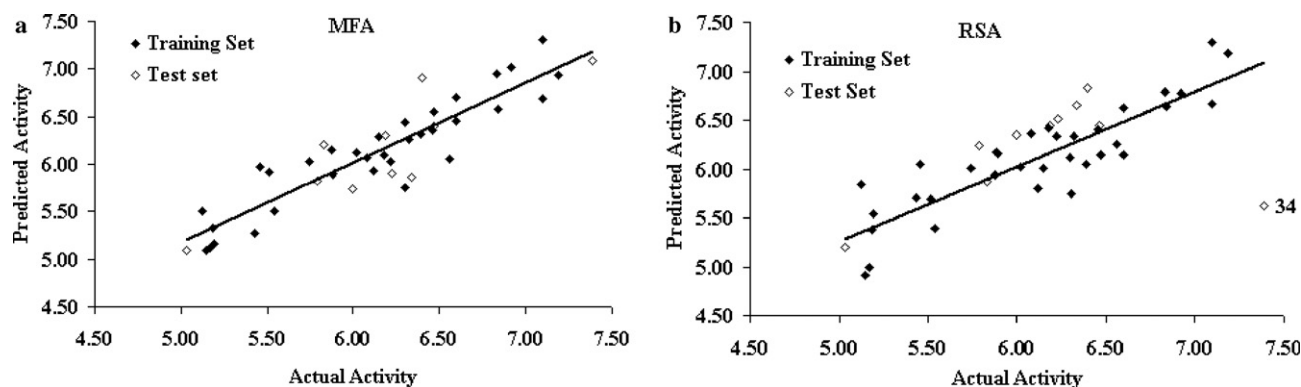 a
MFA
Training Set
Test set
Predicted Activity
7.50
7.00
6.50
6.00
5.50
5.00
4.50
4.50 5.00 5.50 6.00 6.50 7.00 7.50
Actual Activity
b
RSA
Training Set
Test Set
34
Predicted Activity
7.50
7.00
6.50
6.00
5.50
5.00
4.50
4.50 5.00 5.50 6.00 6.50 7.00 7.50
Actual Activity